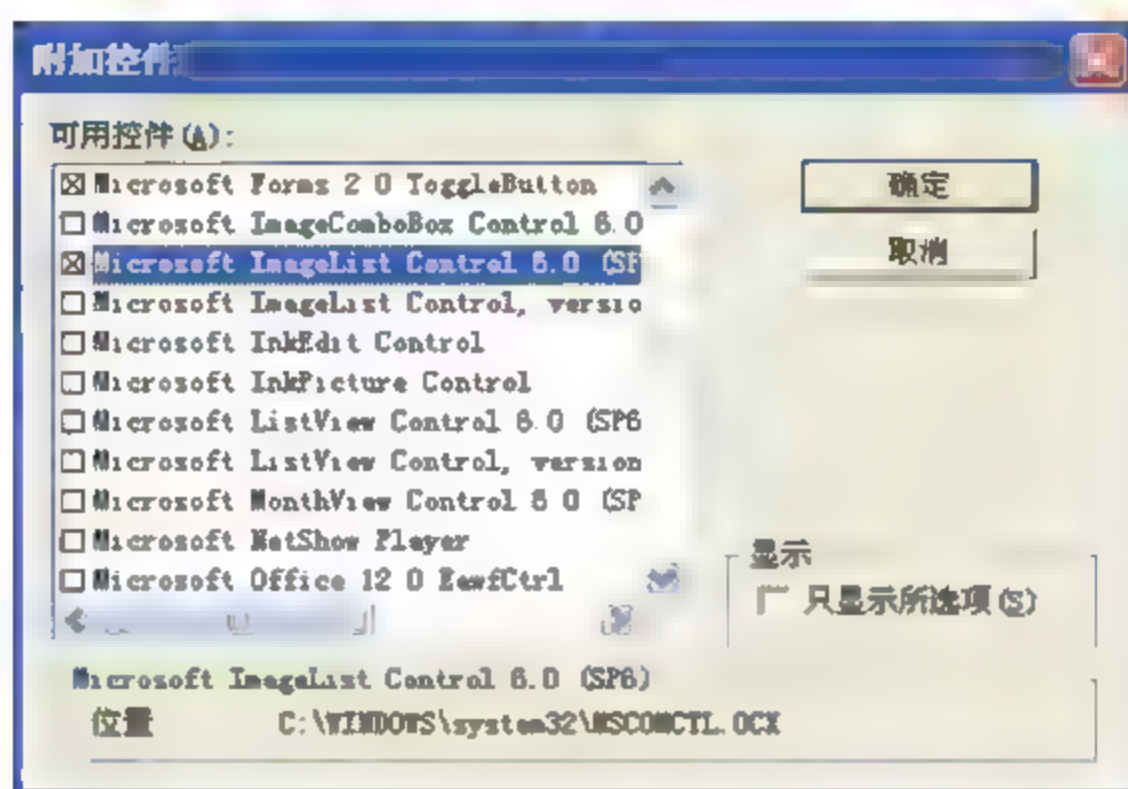 附加控件
可用控件(A):
Microsoft Forms 2.0 ToggleButton
Microsoft ImageComboBox Control 6.0
Microsoft ImageList Control 6.0 (SP
Microsoft ImageList Control, versio
Microsoft InkEdit Control
Microsoft InkPicture Control
Microsoft ListView Control 6.0 (SP6
Microsoft ListView Control, version
Microsoft MonthView Control 6.0 (SP
Microsoft NetShow Player
Microsoft Office 12.0
确定
取消
显示
只显示所选项(S)
Microsoft ImageList Control 6.0 (SP6)
位置 C:\WINDOWS\system32\MSCOMCTL.OCX